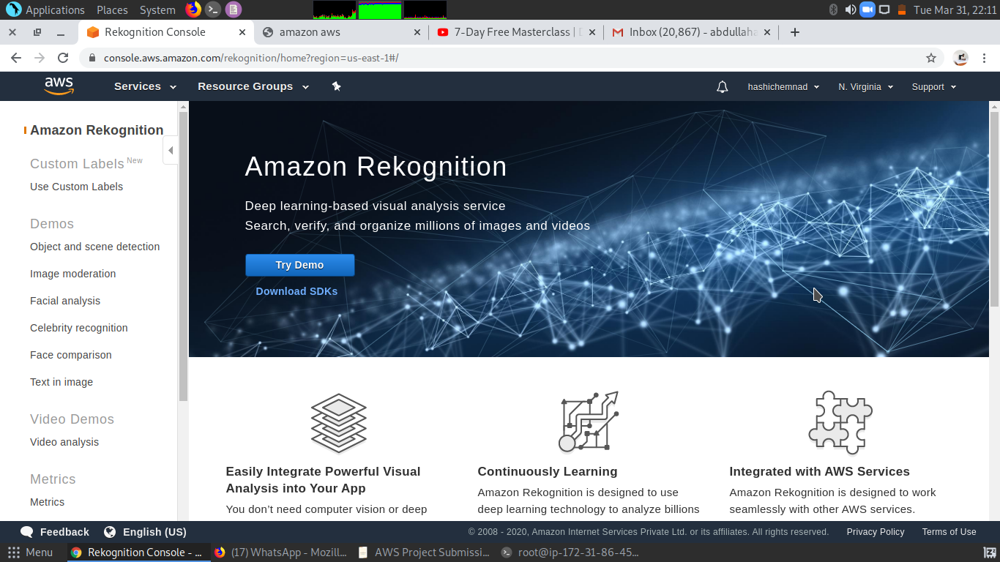 Applications Places System
Tue Mar 31, 22:11
Rekognition Console
amazon aws
7-Day Free Masterclass |
Inbox (20,867) - abdullaha
console.aws.amazon.com/rekognition/home?region=us-east-1#/
aws
Services
Resource Groups
hashichemnad
N. Virginia
Support
Amazon Rekognition
Custom Labels New
Use Custom Labels
Demos
Object and scene detection
Image moderation
Facial analysis
Celebrity recognition
Face comparison
Text in image
Video Demos
Video analysis
Metrics
Metrics
Amazon Rekognition
Deep learning-based visual analysis service
Search, verify, and organize millions of images and videos
Try Demo
Download SDKs
Easily Integrate Powerful Visual
Analysis into Your App
You don’t need computer vision or deep
Continuously Learning
Amazon Rekognition is designed to use
deep learning technology to analyze billions
Integrated with AWS Services
Amazon Rekognition is designed to work
seamlessly with other AWS services.
Feedback
English (US)
© 2008 - 2020, Amazon Internet Services Private Ltd. or its affiliates. All rights reserved.
Privacy Policy
Terms of Use
Menu
Rekognition Console - ...
(17) WhatsApp - Mozill...
AWS Project Submissi...
root@ip-172-31-86-45...